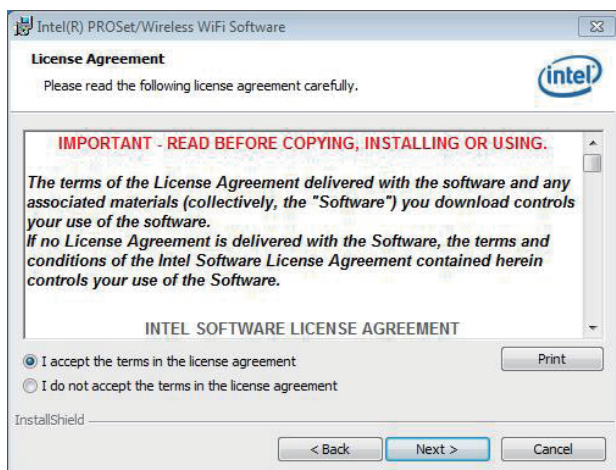 Intel(R) PROSet/Wireless WiFi Software
License Agreement
Please read the following license agreement carefully.
intel
IMPORTANT - READ BEFORE COPYING, INSTALLING OR USING.
The terms of the License Agreement delivered with the software and any
associated materials (collectively, the "Software") you download controls
your use of the software.
If no License Agreement is delivered with the Software, the terms and
conditions of the Intel Software License Agreement contained herein
controls your use of the Software.
INTEL SOFTWARE LICENSE AGREEMENT
I accept the terms in the license agreement
Print
I do not accept the terms in the license agreement
InstallShield
< Back
Next >
Cancel